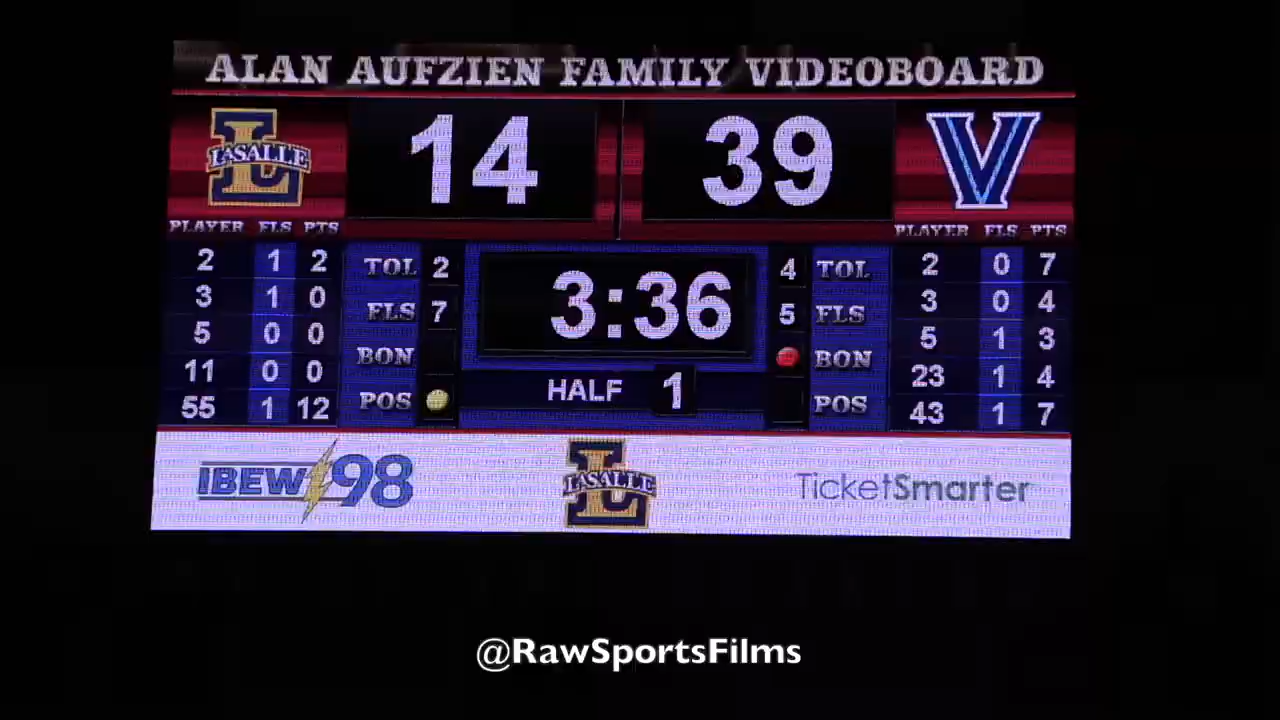 ALAN AUFZIEN FAMILY VIDEOBOARD
L LASALLE 14 39 V
PLAYER FLS PTS PLAYER FLS PTS
2 1 2 TOL 2 3:36 4 TOL 2 0 7
3 1 0 FLS 7 5 FLS 3 0 4
5 0 0 BON BON 5 1 3
11 0 0 HALF 1 23 1 4
55 1 12 POS POS 43 1 7
IBEW 98 L LASALLE TicketSmarter
@RawSportsFilms